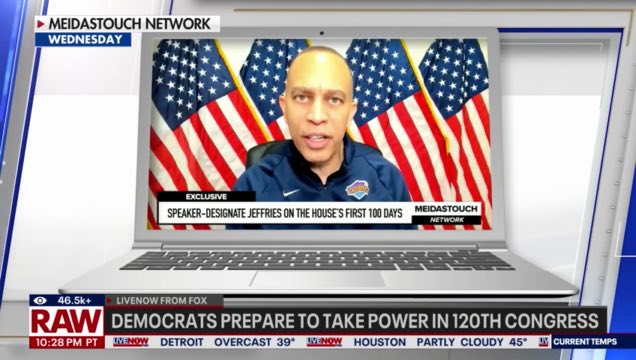 MEIDASTOUCH NETWORK
WEDNESDAY
EXCLUSIVE
SPEAKER-DESIGNATE JEFFRIES ON THE HOUSE'S FIRST 100 DAYS
MEIDASTOUCH
NETWORK
46.5k+
LIVENOW FROM FOX
RAW
DEMOCRATS PREPARE TO TAKE POWER IN 120TH CONGRESS
10:28 PM PT
LIVENOW DETROIT OVERCAST 39° LIVENOW HOUSTON PARTLY CLOUDY 45° LIVE CURRENT TEMPS